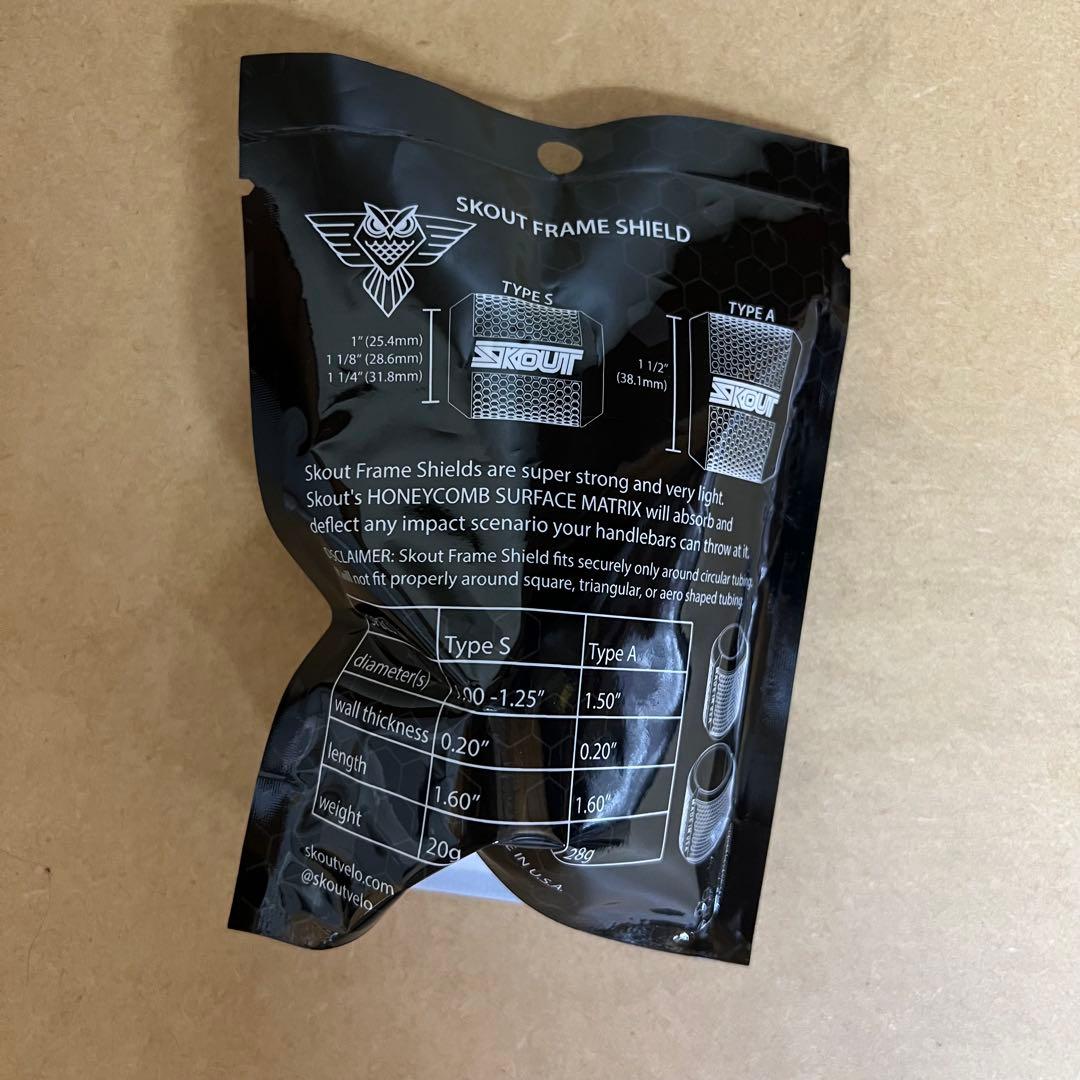 SKOUT FRAME SHIELD
TYPE S
TYPE A
1" (25.4mm)
1 1/8" (28.6mm)
1 1/4" (31.8mm)
SKOUT
1 1/2"
(38.1mm)
SKOUT
Skout Frame Shields are super strong and very light.
Skout's HONEYCOMB SURFACE MATRIX will absorb and
deflect any impact scenario your handlebars can throw at it.
DISCLAIMER: Skout Frame Shield fits securely only around circular tubing.
not fit properly around square, triangular, or aero shaped tubing.
Type S Type A
diameter(s) -1.25" 1.50"
wall thickness 0.20" 0.20"
length 1.60" 1.60"
weight 20g 28g
skoutvelo.com
@skoutvelo
IN U.S.A.